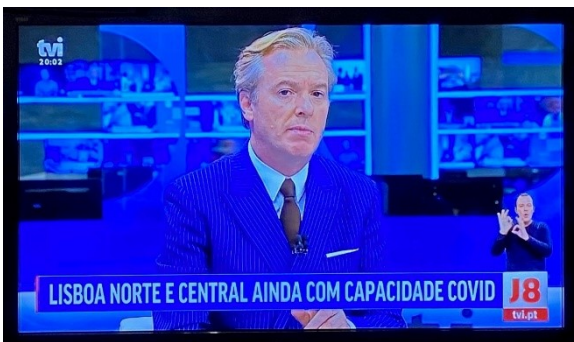 tvi
20:02
LISBOA NORTE E CENTRAL AINDA COM CAPACIDADE COVID
J8
tvi.pt